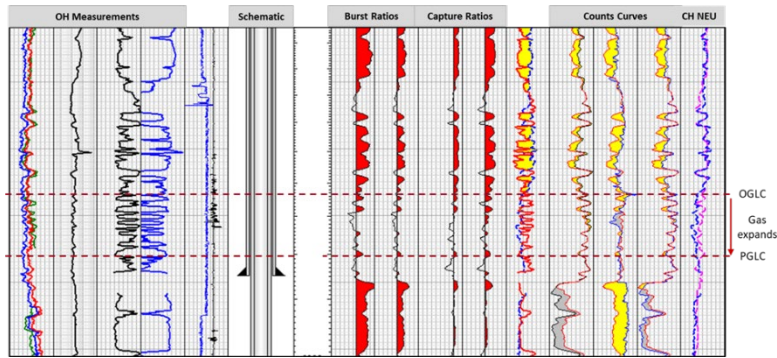 OH Measurements
Schematic
Burst Ratios
Capture Ratios
Counts Curves
CH NEU
OGLC
Gas
expands
PGLC